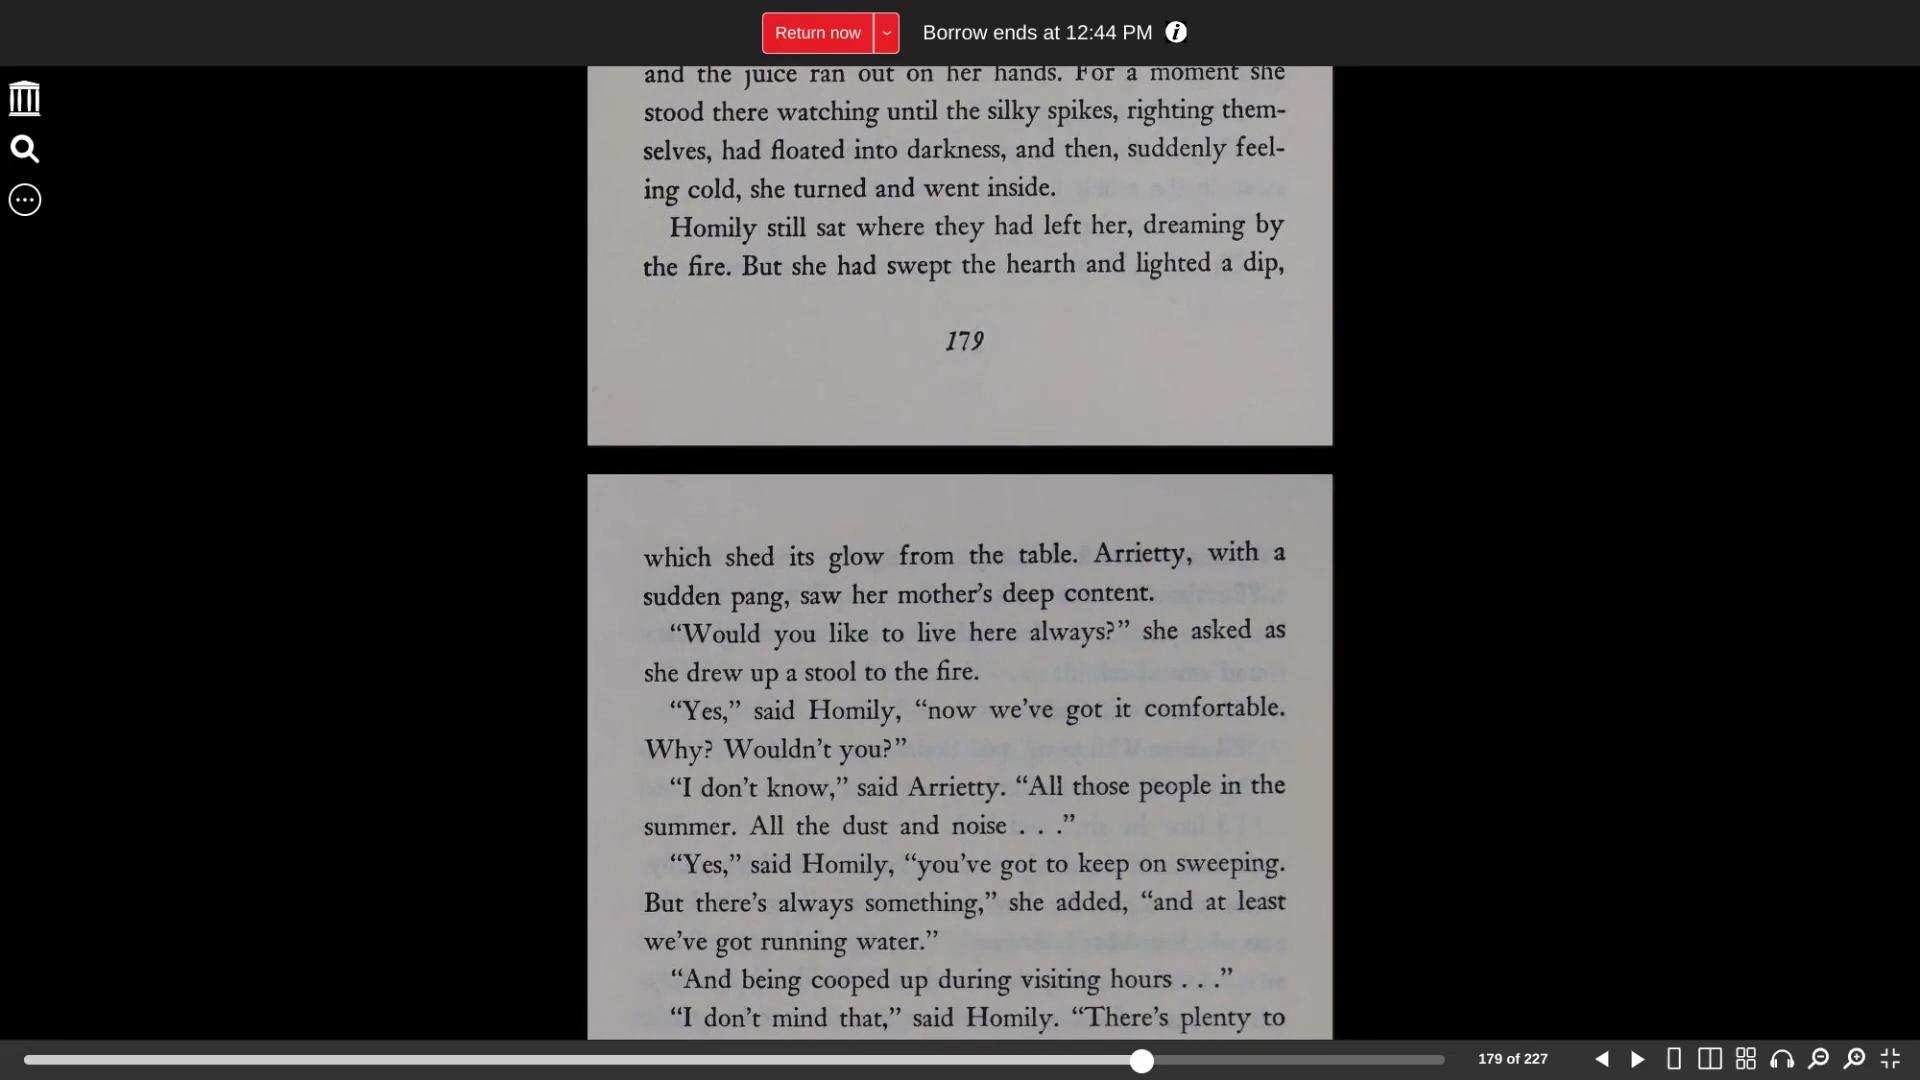 Return now
Borrow ends at 12:44 PM
and the juice ran out on her hands. For a moment she
stood there watching until the silky spikes, righting them-
selves, had floated into darkness, and then, suddenly feel-
ing cold, she turned and went inside.
Homily still sat where they had left her, dreaming by
the fire. But she had swept the hearth and lighted a dip,
179
which shed its glow from the table. Arrietty, with a
sudden pang, saw her mother's deep content.
“Would you like to live here always?” she asked as
she drew up a stool to the fire.
“Yes,” said Homily, “now we've got it comfortable.
Why? Wouldn't you?”
“I don't know,” said Arrietty. “All those people in the
summer. All the dust and noise . . .”
“Yes,” said Homily, “you've got to keep on sweeping.
But there's always something,” she added, “and at least
we've got running water.”
“And being cooped up during visiting hours . . .”
“I don't mind that,” said Homily. “There's plenty to
179 of 227